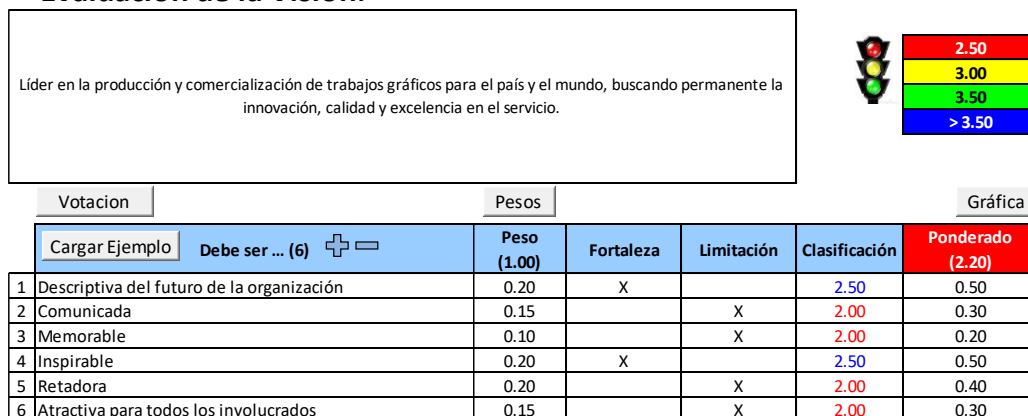 Evaluación de la Visión.
Líder en la producción y comercialización de trabajos gráficos para el país y el mundo, buscando permanente la
innovación, calidad y excelencia en el servicio.
2.50
3.00
3.50
> 3.50
Votacion Pesos Gráfica
Cargar Ejemplo Debe ser ... (6) Peso (1.00) Fortaleza Limitación Clasificación Ponderado (2.20)
1 Descriptiva del futuro de la organización 0.20 X 2.50 0.50
2 Comunicada 0.15 X 2.00 0.30
3 Memorable 0.10 X 2.00 0.20
4 Inspirable 0.20 X 2.50 0.50
5 Retadora 0.20 X 2.00 0.40
6 Atractiva para todos los involucrados 0.15 X 2.00 0.30